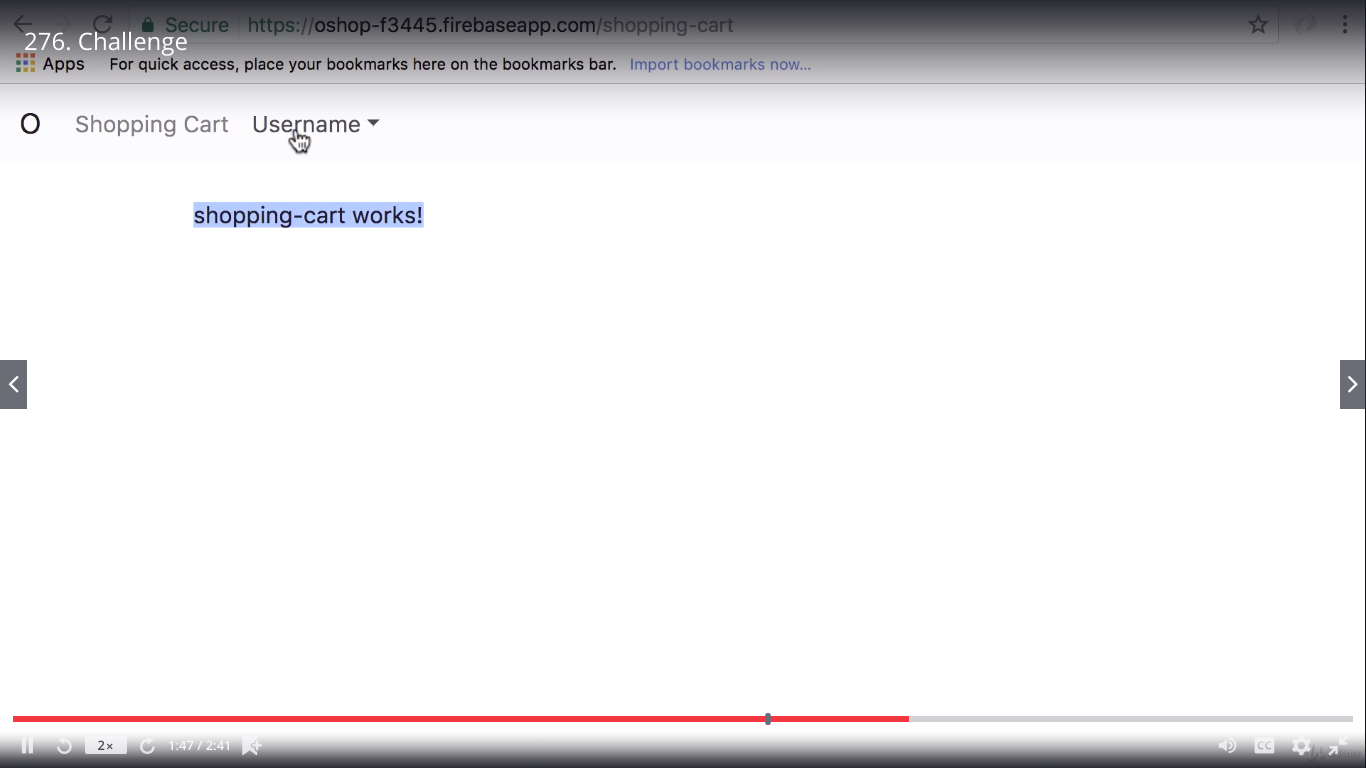 Secure https://oshop-f3445.firebaseapp.com/shopping-cart
276. Challenge
Apps For quick access, place your bookmarks here on the bookmarks bar. Import bookmarks now...
O Shopping Cart Username
shopping-cart works!
2x 1:47 / 2:41 CC